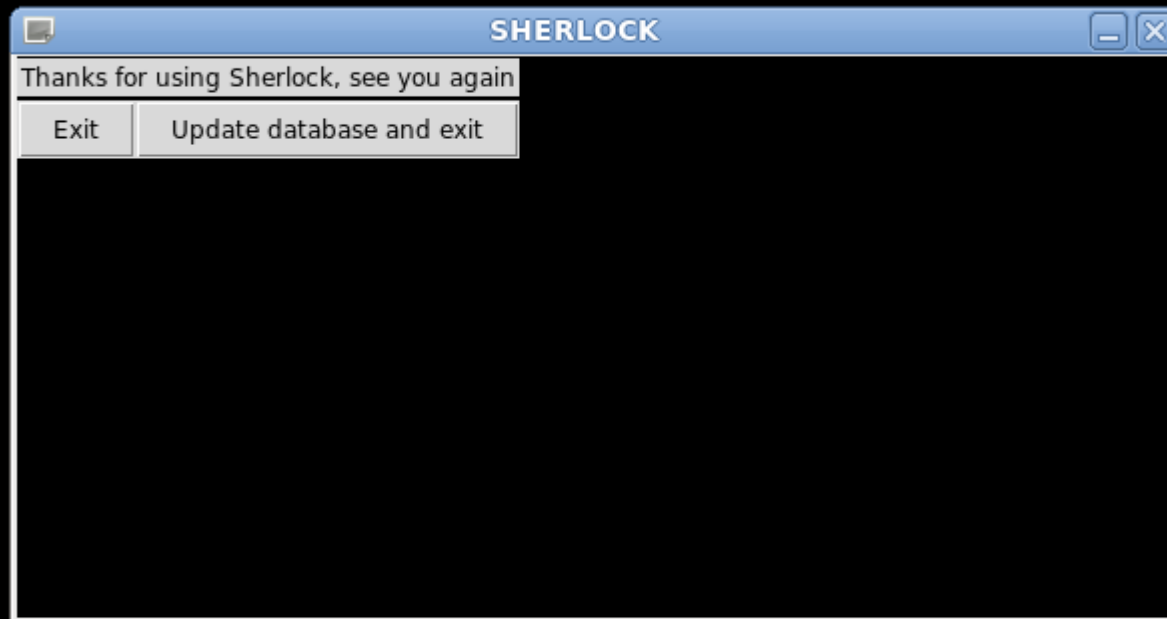 SHERLOCK
Thanks for using Sherlock, see you again
Exit
Update database and exit